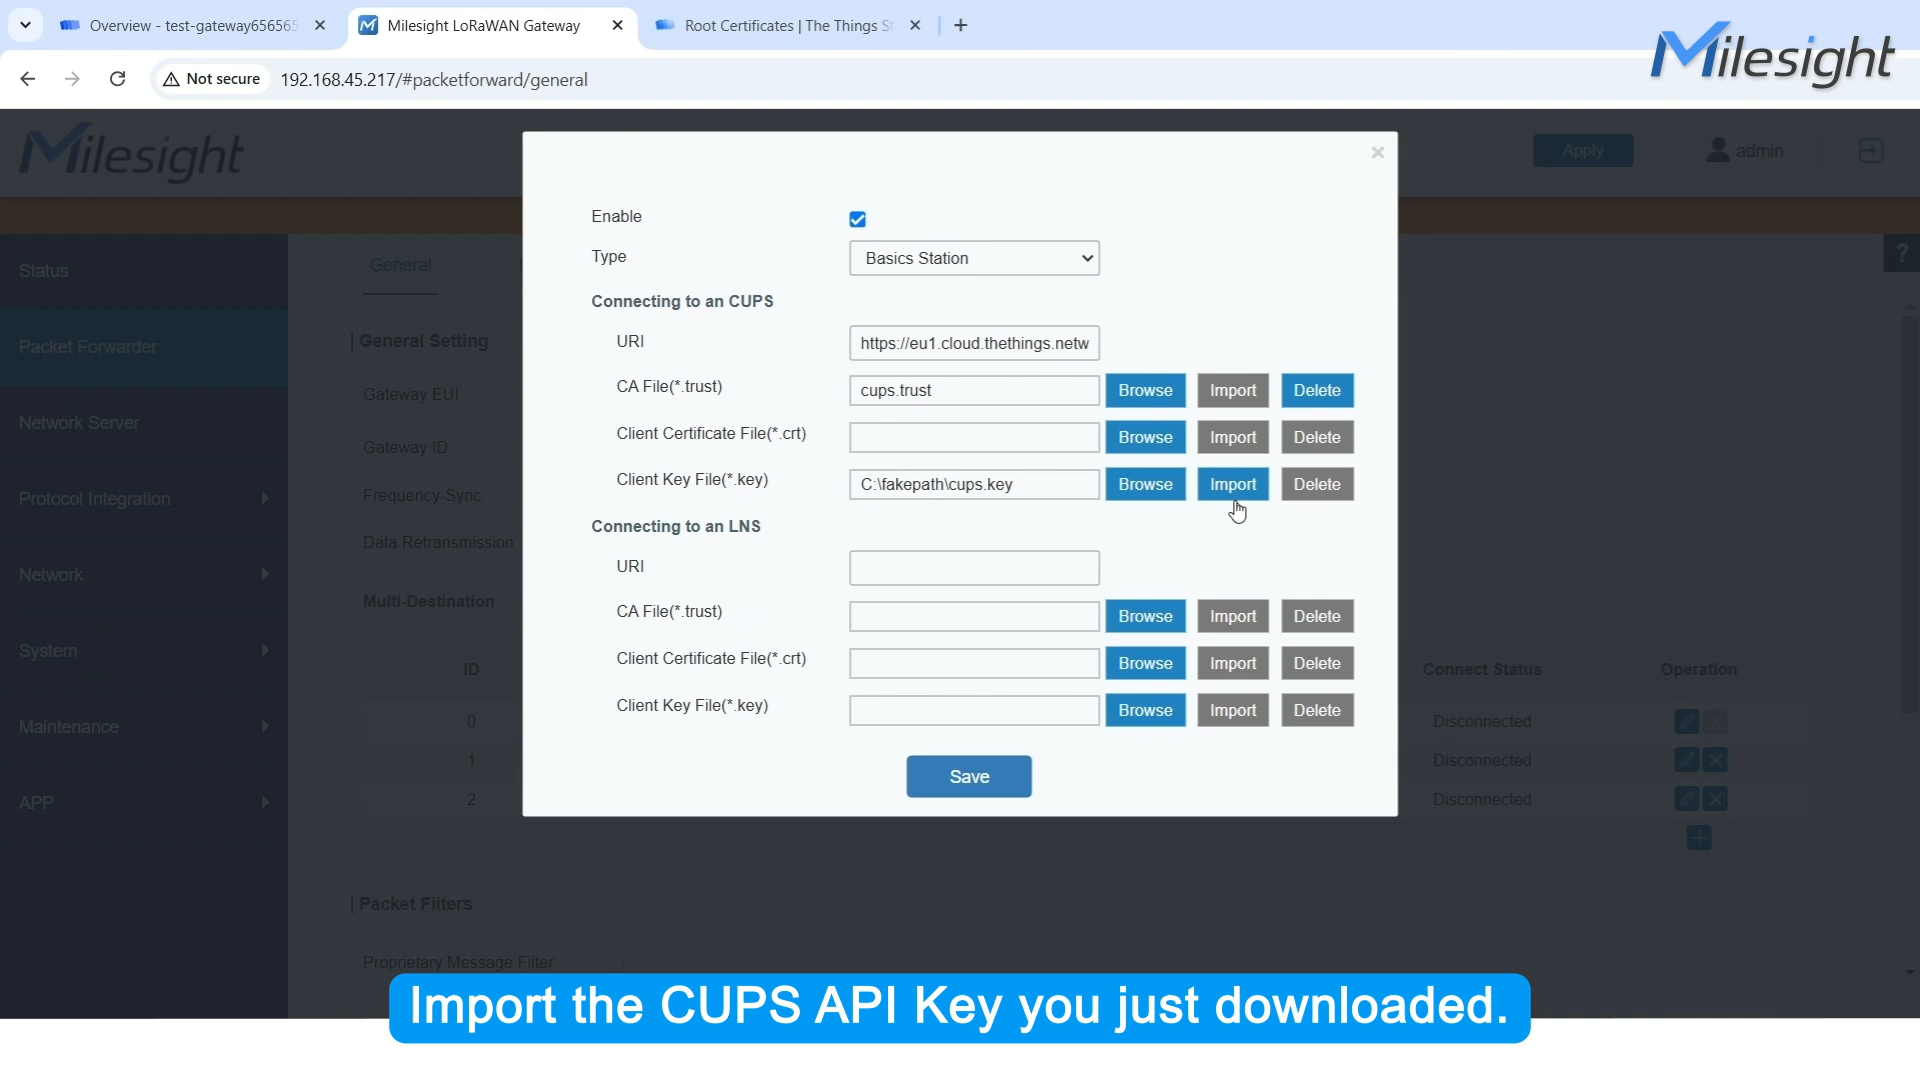 Overview - test-gateway656565
Milesight LoRaWAN Gateway
Root Certificates | The Things St
Not secure
192.168.45.217/#packetforward/general
Milesight
Milesight
Apply
admin
Enable
Type
Basics Station
Connecting to an CUPS
URI
https://eu1.cloud.thethings.netw
CA File(*.trust)
cups.trust
Browse
Import
Delete
Client Certificate File(*.crt)
Browse
Import
Delete
Client Key File(*.key)
C:\fakepath\cups.key
Browse
Import
Delete
Connecting to an LNS
URI
CA File(*.trust)
Browse
Import
Delete
Client Certificate File(*.crt)
Browse
Import
Delete
Client Key File(*.key)
Browse
Import
Delete
Save
Status
Packet Forwarder
Network Server
Protocol Integration
Network
System
Maintenance
APP
General
?
General Setting
Gateway EUI
Gateway ID
Frequency-Sync
Data Retransmission
Multi-Destination
ID
Connect Status
Operation
0
Disconnected
1
Disconnected
2
Disconnected
Packet Filters
Proprietary Message Filter
Import the CUPS API Key you just downloaded.